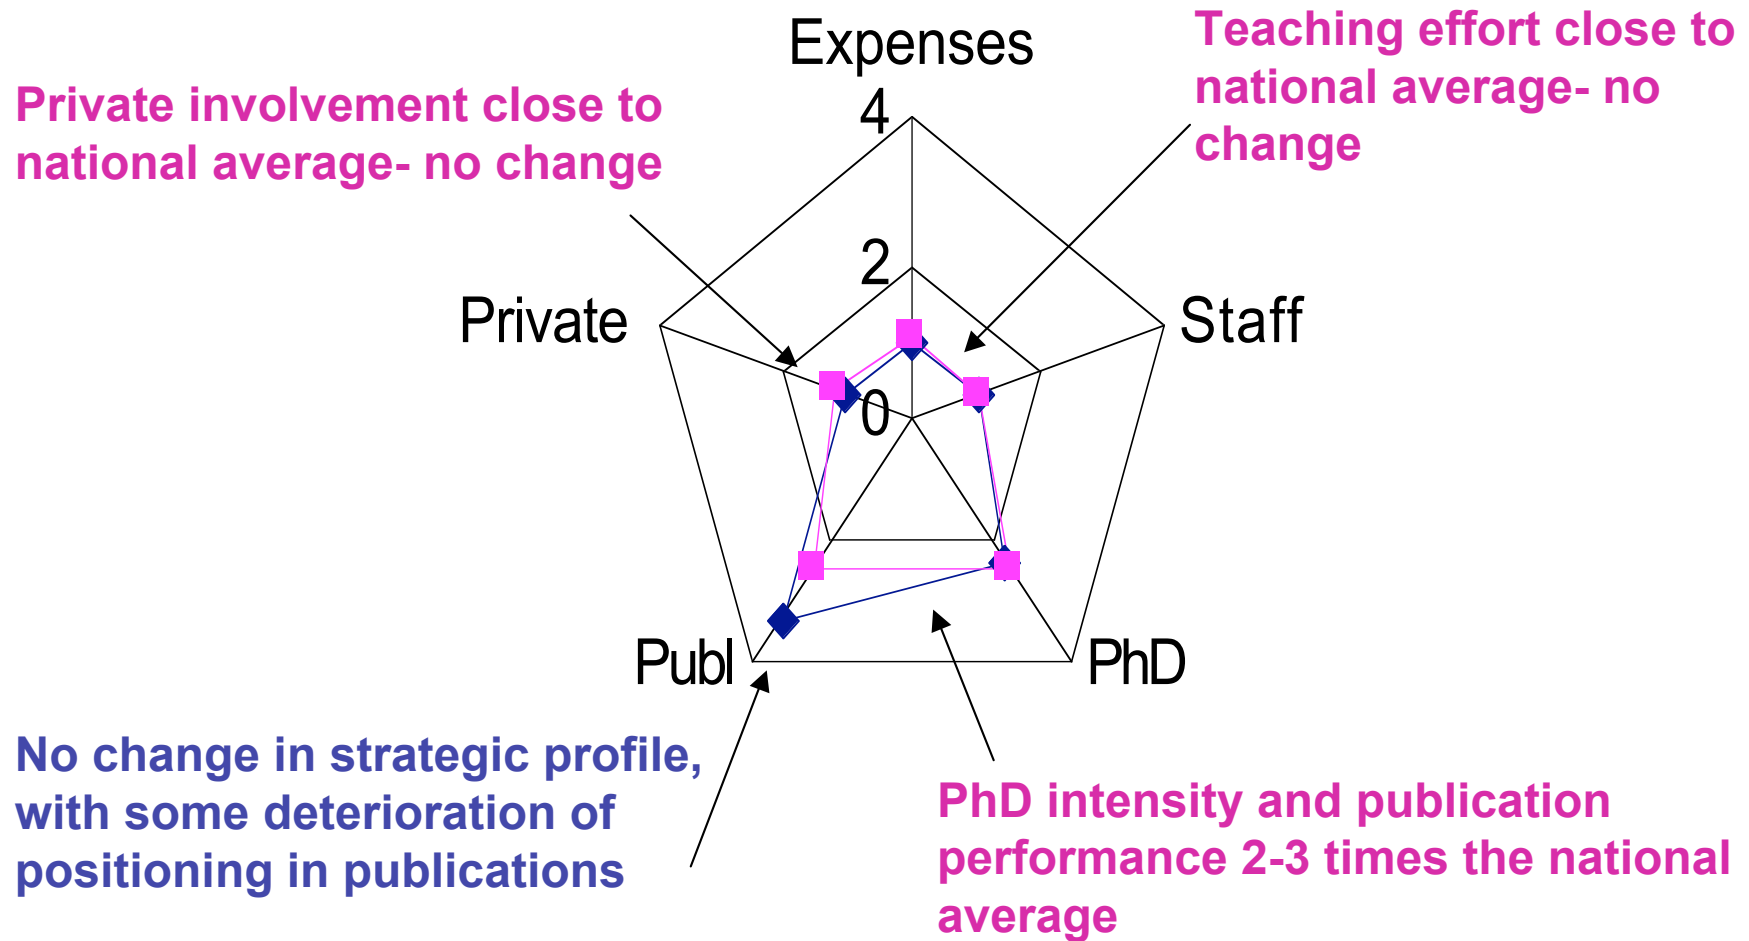 Expenses
Teaching effort close to
national average- no
change
Private involvement close to
national average- no change
4
2
0
Private
Staff
Publ
PhD
No change in strategic profile,
with some deterioration of
positioning in publications
PhD intensity and publication
performance 2-3 times the national
average